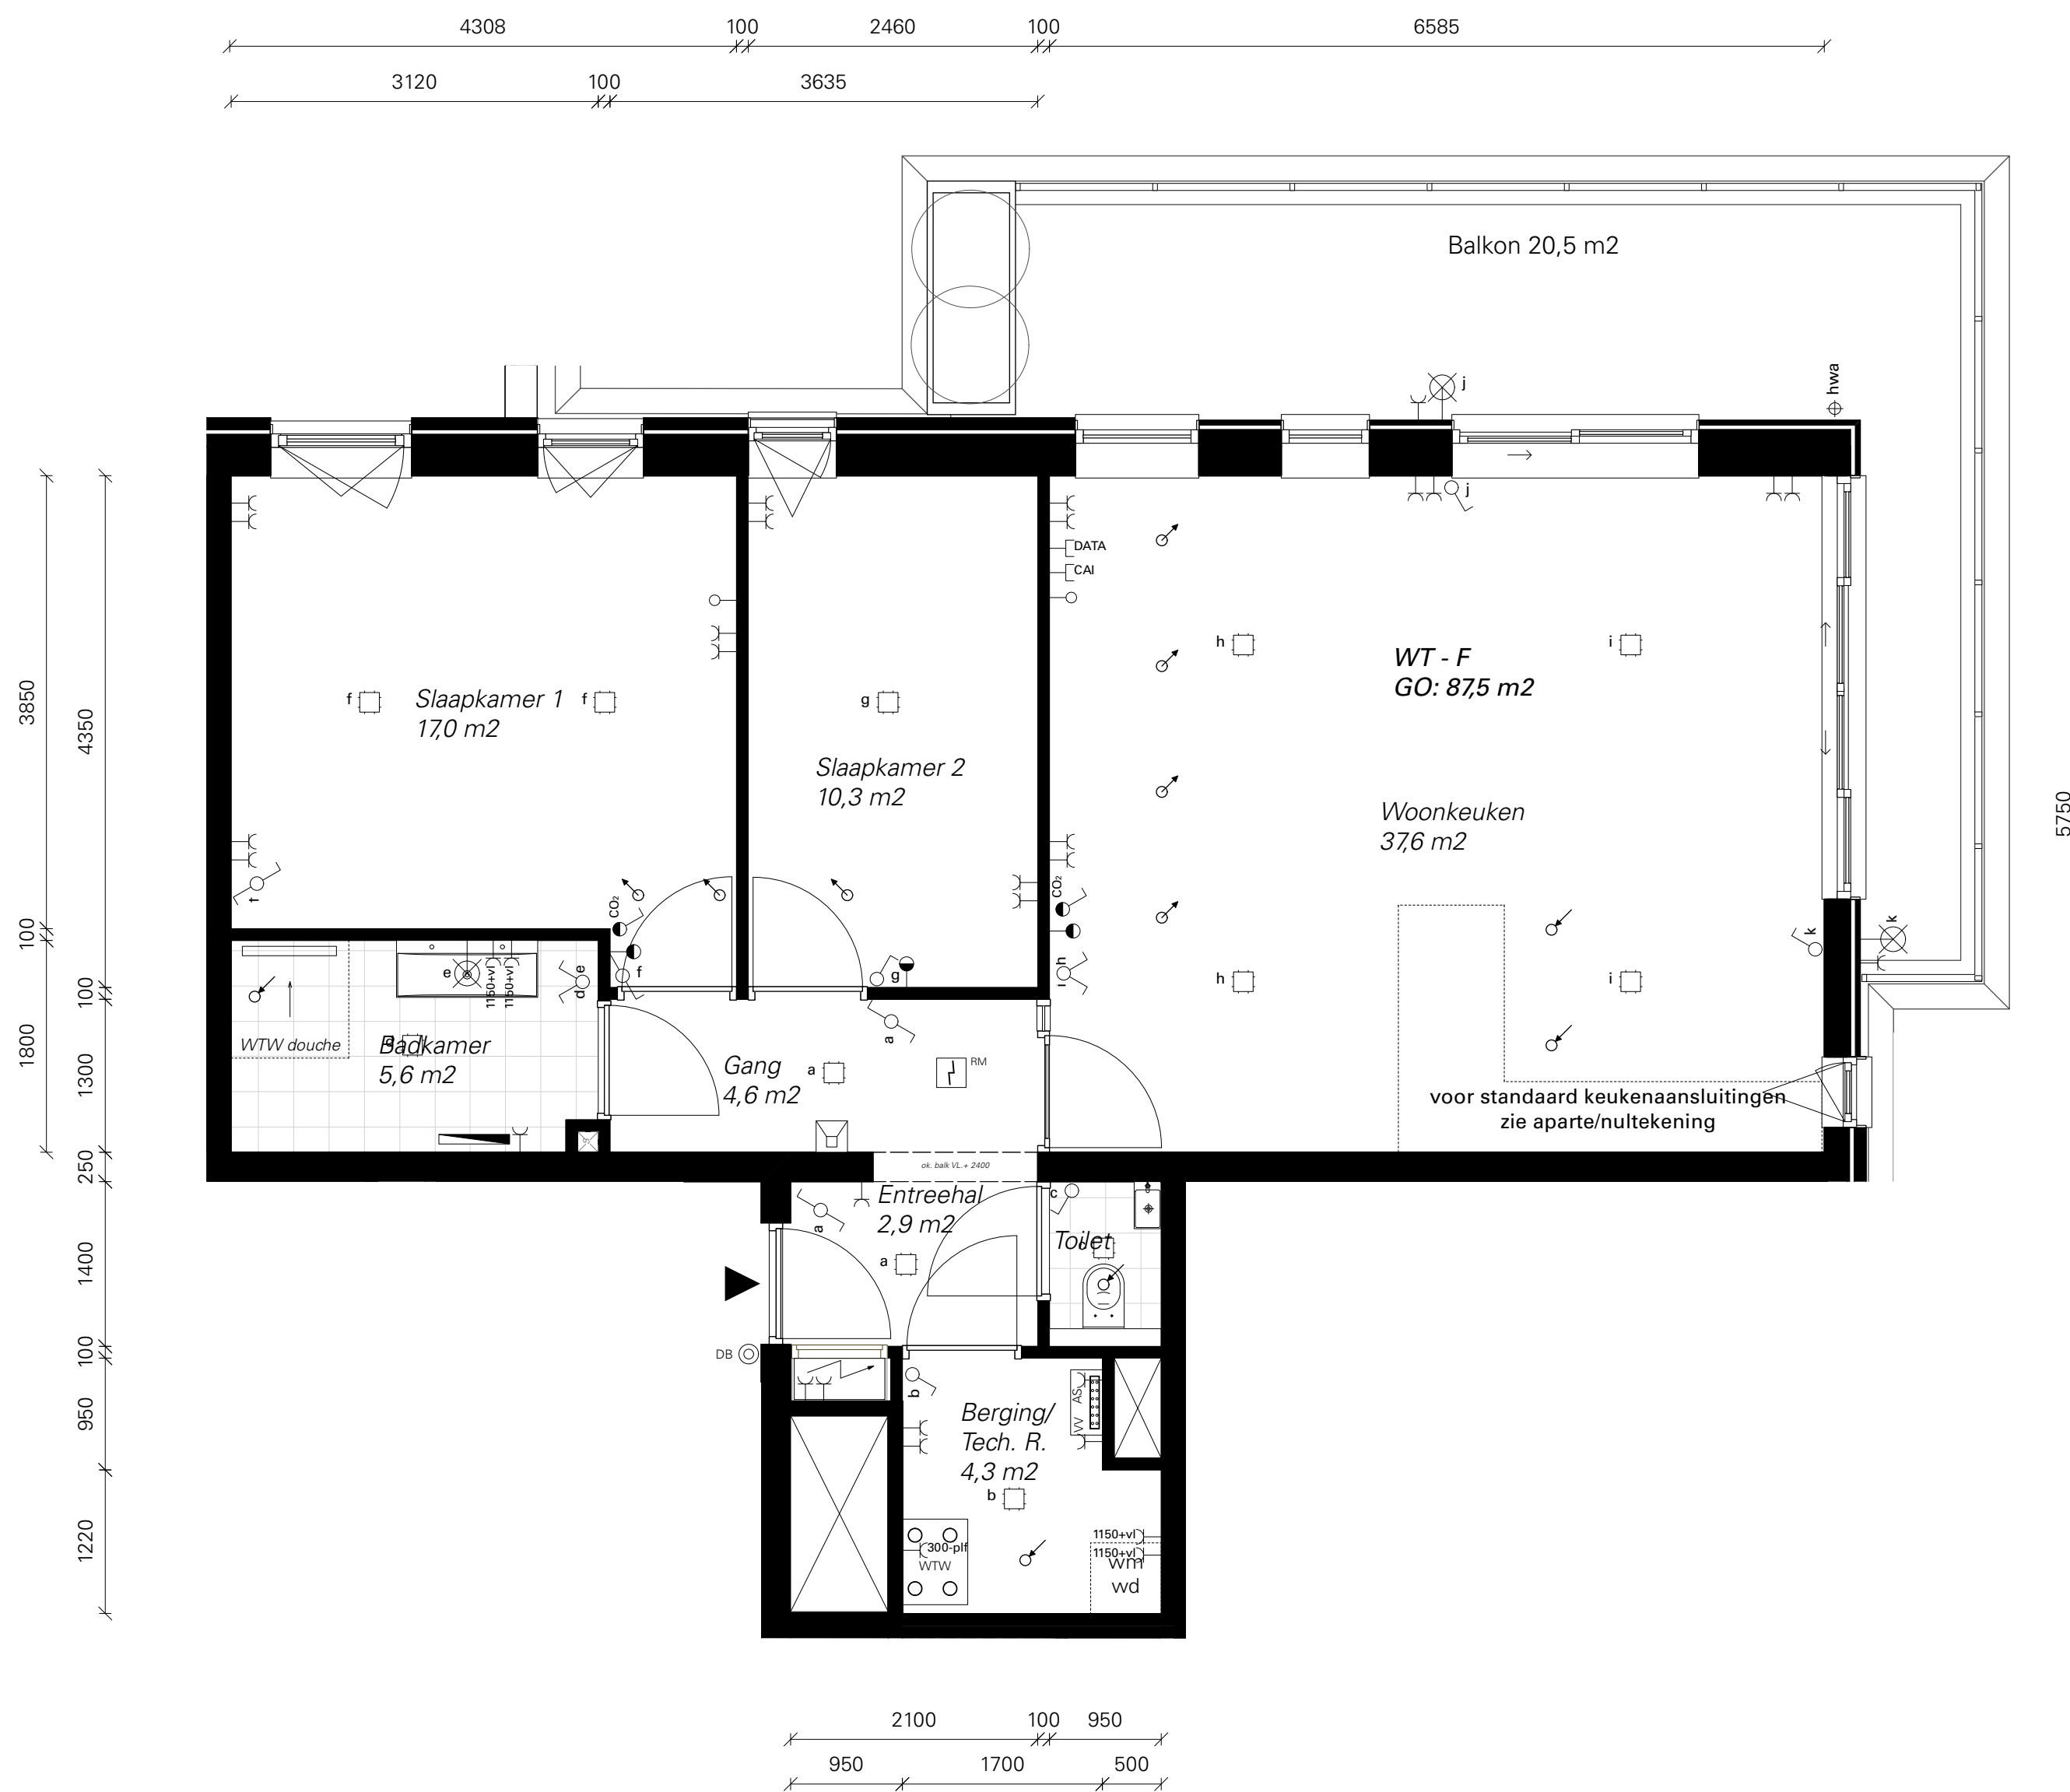 4308 100 2460 100 6585
3120 100 3635
Balkon 20,5 m2
hwa
j
j
DATA
CAI
h
i
WT - F
GO: 87,5 m2
f
Slaapkamer 1
17,0 m2
f
g
Slaapkamer 2
10,3 m2
Woonkeuken
37,6 m2
3850
4350
5750
f
CO₂
CO₂
k
k
100
e
1150+vl
1150+vl
d e
f
g
h
i
h
i
100
WTW douche
d
Badkamer
5,6 m2
1800
1300
a
Gang
4,6 m2
a
RM
voor standaard keukenaansluitingen
zie aparte/nultekening
250
ok. balk VL.+ 2400
Entreehal
2,9 m2
a
a
c
Toilet
c
1400
100
DB
b
AS
VV
Berging/
Tech. R.
4,3 m2
b
950
1220
300-plf
WTW
1150+vl
1150+vl
wm
wd
2100 100 950
950 1700 500